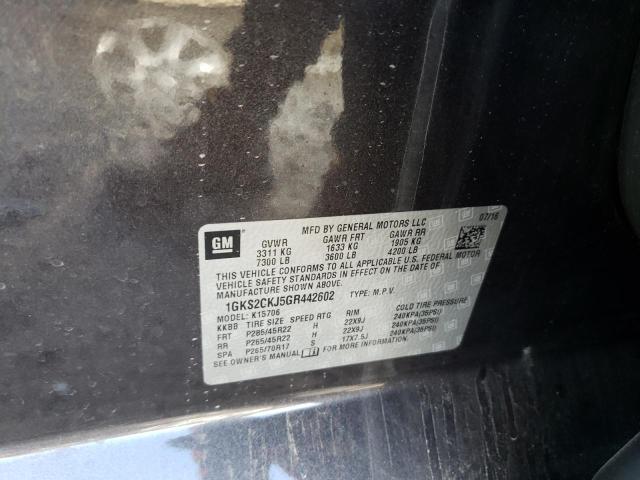 GM
MFD BY GENERAL MOTORS LLC
07/16
GVWR GAWR FRT GAWR RR
3311 KG 1633 KG 1905 KG
7300 LB 3600 LB 4200 LB
THIS VEHICLE CONFORMS TO ALL APPLICABLE U.S. FEDERAL MOTOR
VEHICLE SAFETY STANDARDS IN EFFECT ON THE DATE OF
MANUFACTURE SHOWN ABOVE.
1GKS2CKJ5GR442602 TYPE: M.P.V.
MODEL: K15706
KKBB TIRE SIZE SPEED RTG RIM COLD TIRE PRESSURE
FRT P285/45R22 H 22X9J 240KPA(35PSI)
RR P285/45R22 H 22X9J 240KPA(35PSI)
SPA P265/70R17 S 17X7.5J 240KPA(35PSI)
SEE OWNER'S MANUAL FOR MORE INFORMATION